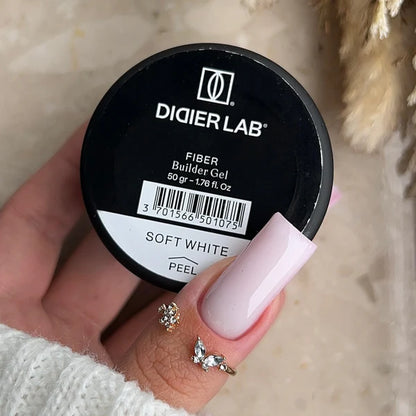 DIDIER LAB®
FIBER
Builder Gel
50 gr – 1.76 fl. Oz
3 701566 501075
SOFT WHITE
PEEL